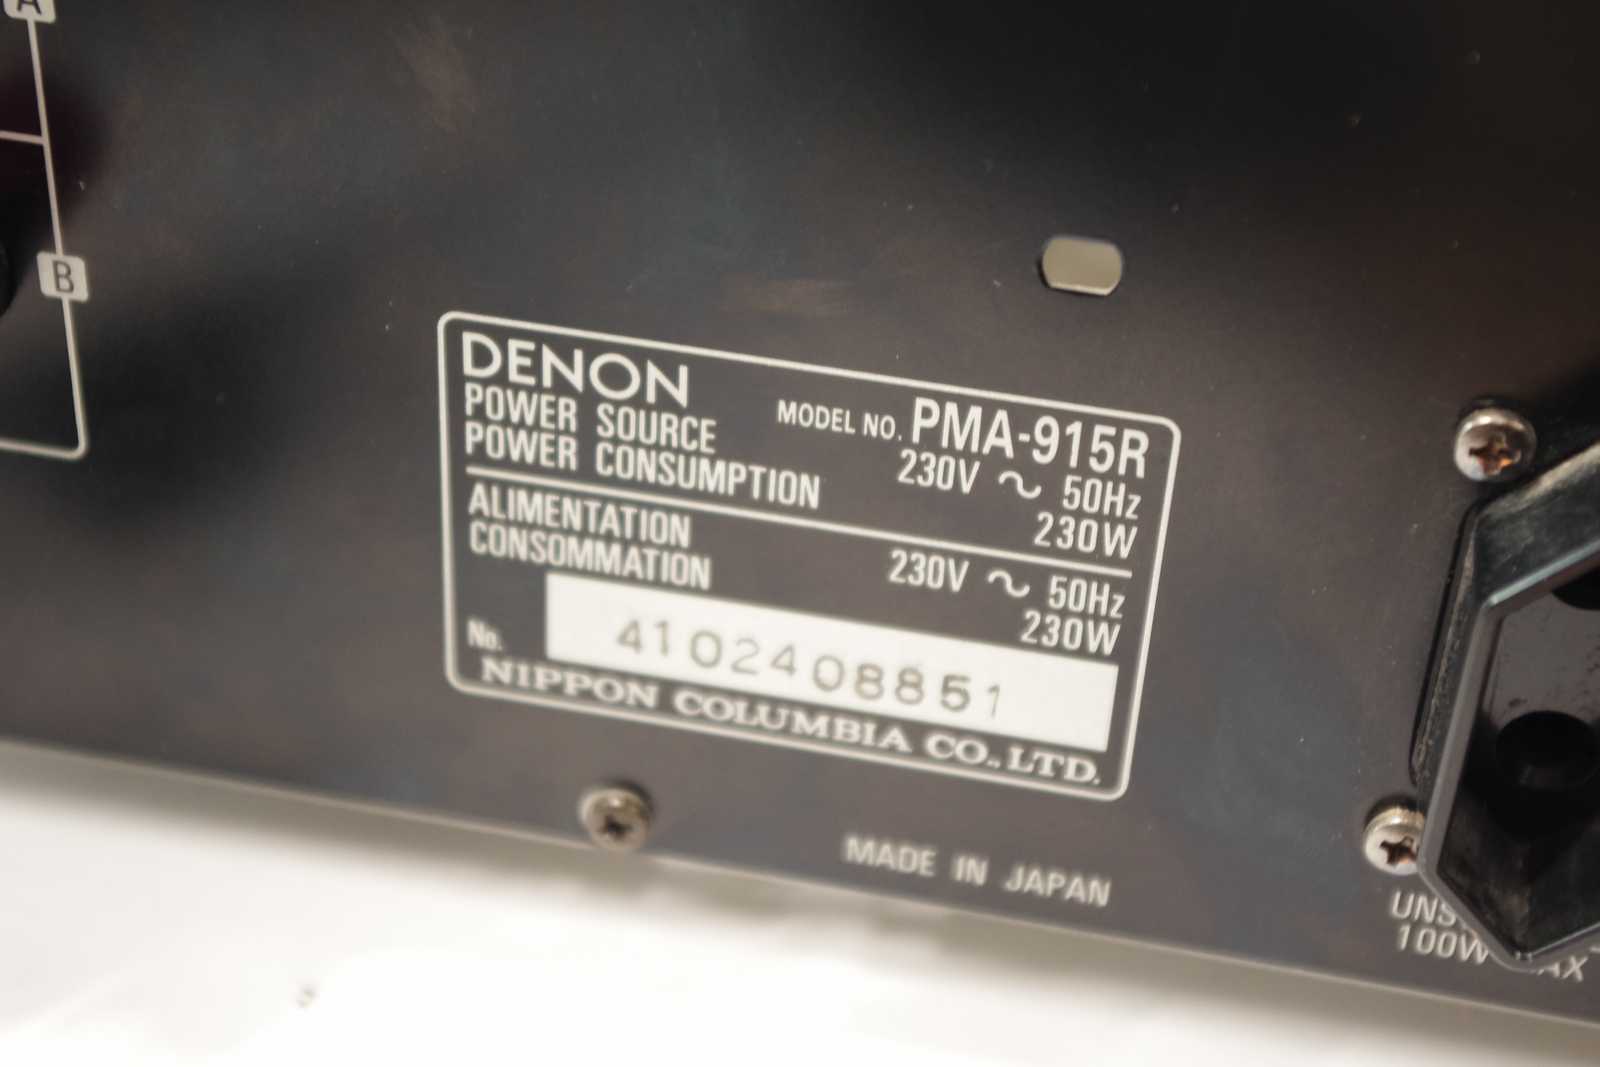 A
B
DENON
MODEL NO. PMA-915R
POWER SOURCE 230V ~ 50Hz
POWER CONSUMPTION 230W
ALIMENTATION 230V ~ 50Hz
CONSOMMATION 230W
No. 4102408851
NIPPON COLUMBIA CO., LTD.
MADE IN JAPAN
100W